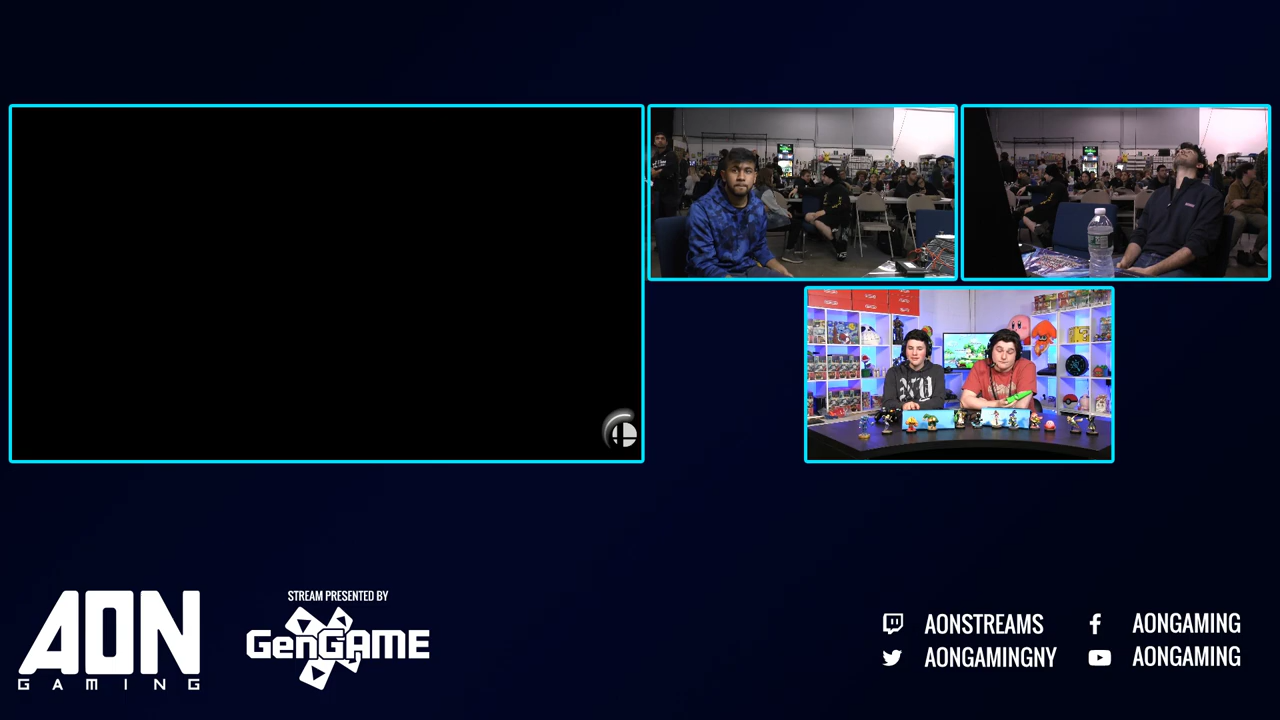 AON
GAMING
STREAM PRESENTED BY
GenGAME
AONSTREAMS
AONGAMING
AONGAMINGNY
AONGAMING